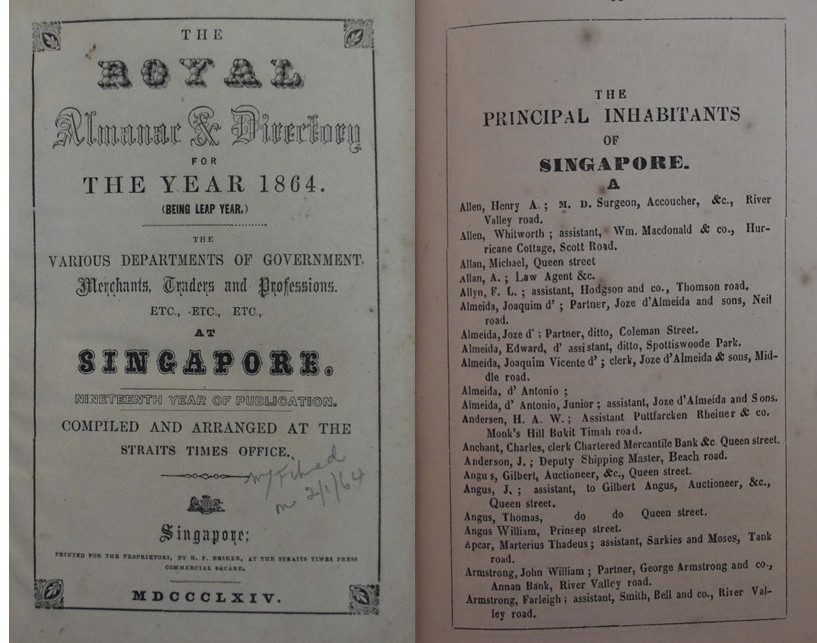 THE
ROYAL
Almanac & Directory
FOR
THE YEAR 1864.
(BEING LEAP YEAR.)
THE
VARIOUS DEPARTMENTS OF GOVERNMENT,
Merchants, Traders and Professions.
ETC., ETC., ETC.,
AT
SINGAPORE.
NINETEENTH YEAR OF PUBLICATION.
COMPILED AND ARRANGED AT THE
STRAITS TIMES OFFICE.
2/1/64
Singapore;
PRINTED FOR THE PROPRIETORS, BY AT THE STRAITS TIMES PRESS
COMMERCIAL SQUARE.
MDCCCLXIV.
THE
PRINCIPAL INHABITANTS
OF
SINGAPORE.
A
Allen, Henry A.; M. D. Surgeon, Accoucher, &c., River
Valley road.
Allen, Whitworth; assistant, Wm. Macdonald & co., Hur-
ricane Cottage, Scott Road.
Allan, Michael, Queen street
Allan, A.; Law Agent &c.
Allyn, F. L.; assistant, Hodgson and co., Thomson road.
Almeida, Joaquim d'; Partner, Joze d'Almeida and sons, Neil
road.
Almeida, Joze d'; Partner, ditto, Coleman Street.
Almeida, Edward, d' assistant, ditto, Spottiswoode Park.
Almeida, Joaquim Vicente d'; clerk, Joze d'Almeida & sons, Mid-
dle road.
Almeida, d' Antonio;
Almeida, d' Antonio, Junior; assistant, Joze d'Almeida and Sons.
Andersen, H. A. W.; Assistant Puttfarcken Rheiner & co.
Monk's Hill Bukit Timah road.
Anchant, Charles, clerk Chartered Mercantile Bank &c Queen street.
Anderson, J.; Deputy Shipping Master, Beach road.
Angus, Gilbert, Auctioneer, &c., Queen street.
Angus, J.; assistant, to Gilbert Angus, Auctioneer, &c.,
Queen street.
Angus, Thomas, do do Queen street.
Angus William, Prinsep street.
Apcar, Marterius Thadeus; assistant, Sarkies and Moses, Tank
road.
Armstrong, John William; Partner, George Armstrong and co.,
Annan Bank, River Valley road.
Armstrong, Farleigh; assistant, Smith, Bell and co., River Val-
ley road.